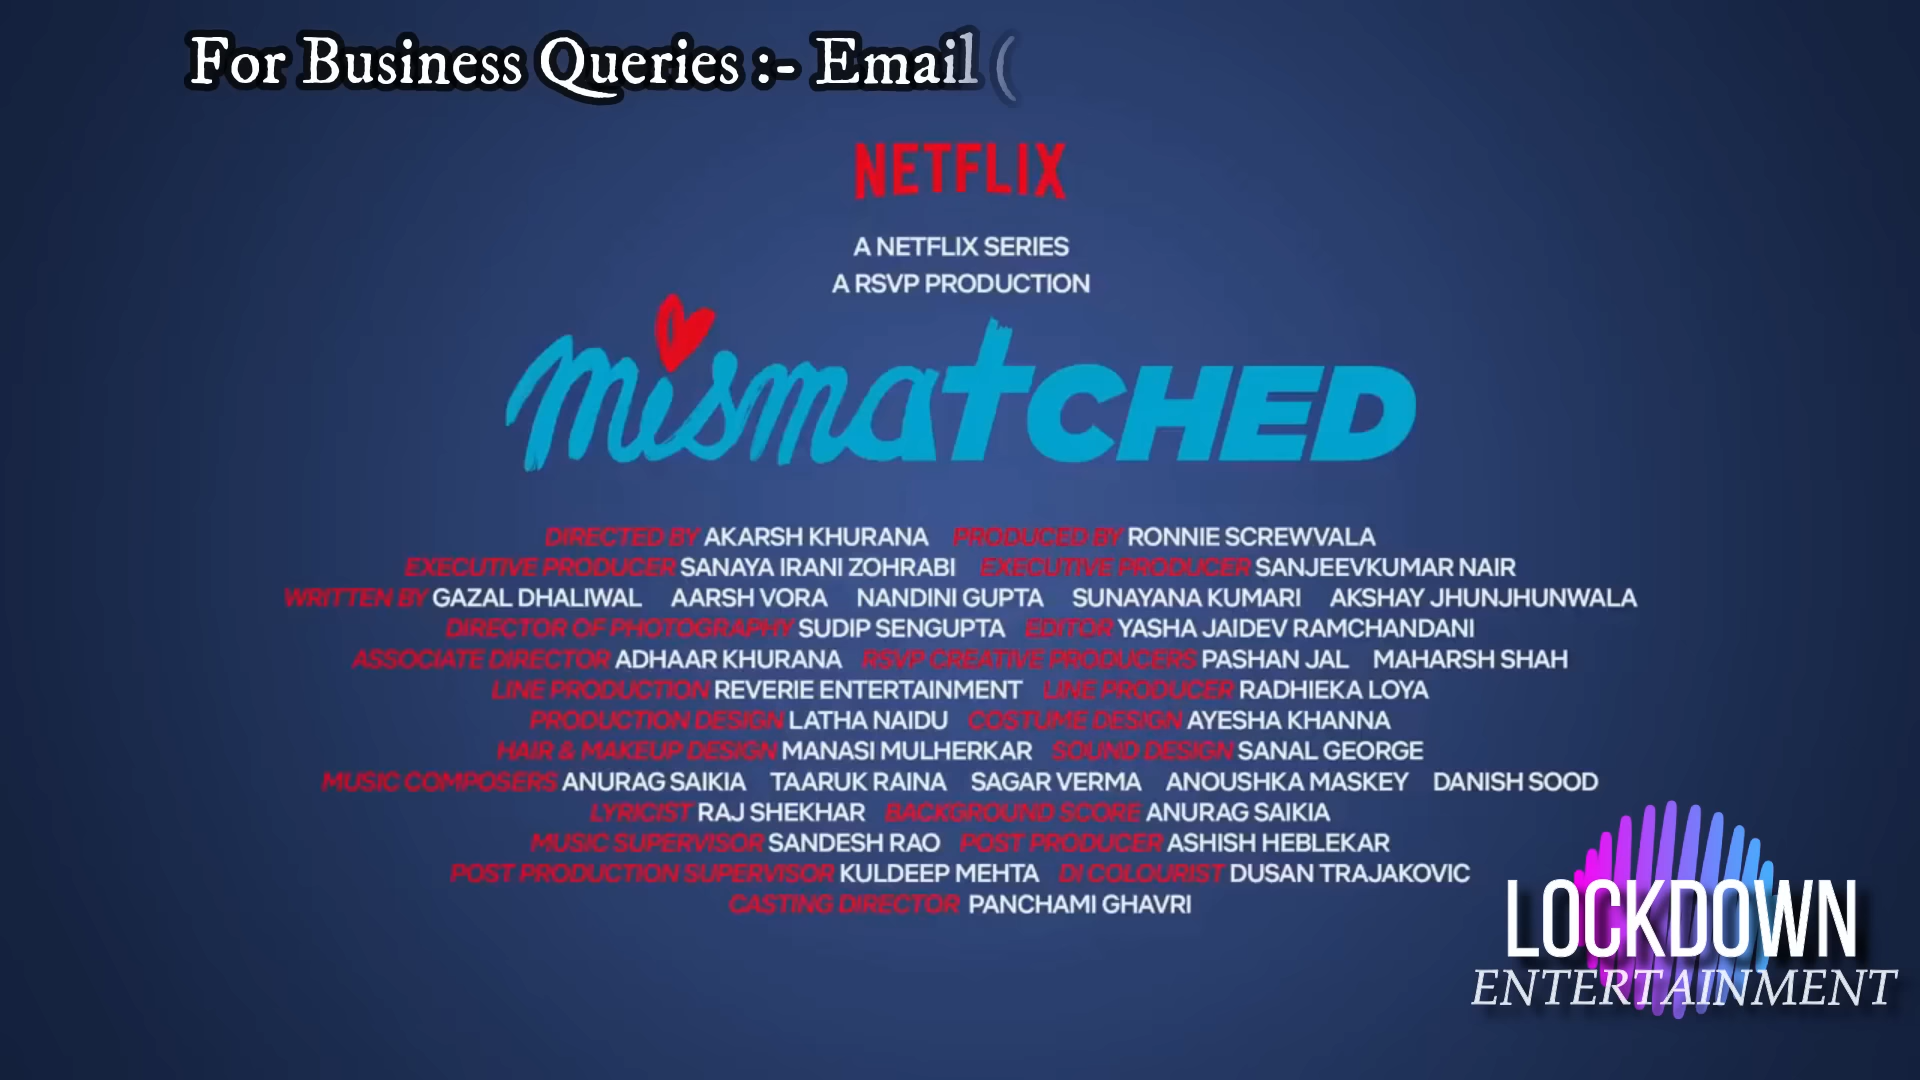 For Business Queries :- Email (
NETFLIX
A NETFLIX SERIES
A RSVP PRODUCTION
mismatCHED
DIRECTED BY AKARSH KHURANA PRODUCED BY RONNIE SCREWVALA
EXECUTIVE PRODUCER SANAYA IRANI ZOHRABI EXECUTIVE PRODUCER SANJEEVKUMAR NAIR
WRITTEN BY GAZAL DHALIWAL AARSH VORA NANDINI GUPTA SUNAYANA KUMARI AKSHAY JHUNJHUNWALA
DIRECTOR OF PHOTOGRAPHY SUDIP SENGUPTA EDITOR YASHA JAIDEV RAMCHANDANI
ASSOCIATE DIRECTOR ADHAAR KHURANA RSVP CREATIVE PRODUCERS PASHAN JAL MAHARSH SHAH
LINE PRODUCTION REVERIE ENTERTAINMENT LINE PRODUCER RADHIEKA LOYA
PRODUCTION DESIGN LATHA NAIDU COSTUME DESIGN AYESHA KHANNA
HAIR & MAKEUP DESIGN MANASI MULHERKAR SOUND DESIGN SANAL GEORGE
MUSIC COMPOSERS ANURAG SAIKIA TAARUK RAINA SAGAR VERMA ANOUSHKA MASKEY DANISH SOOD
LYRICIST RAJ SHEKHAR BACKGROUND SCORE ANURAG SAIKIA
MUSIC SUPERVISOR SANDESH RAO POST PRODUCER ASHISH HEBLEKAR
POST PRODUCTION SUPERVISOR KULDEEP MEHTA DI COLOURIST DUSAN TRAJAKOVIC
CASTING DIRECTOR PANCHAMI GHAVRI
LOCKDOWN
ENTERTAINMENT